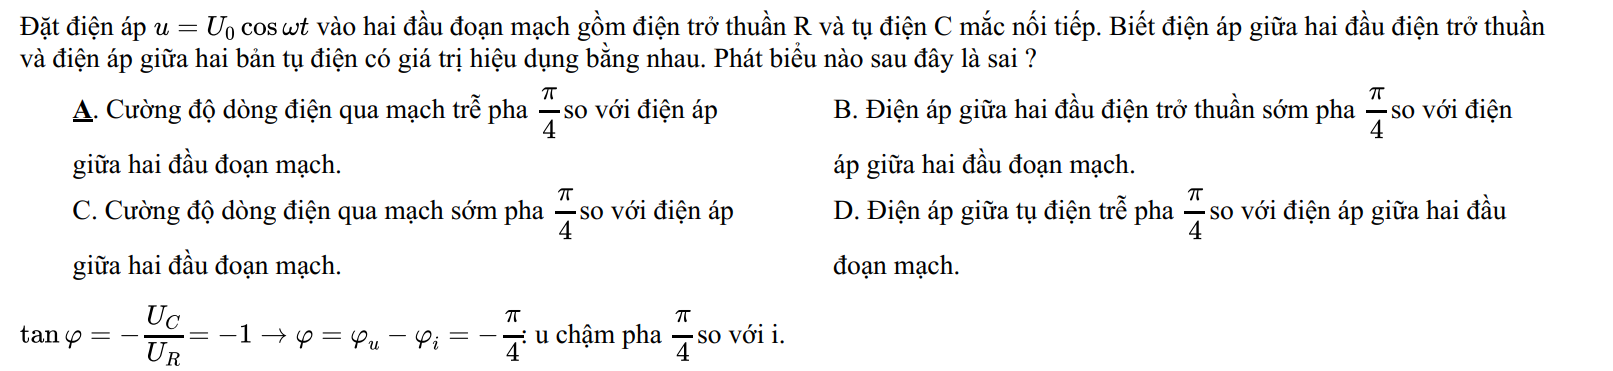 Đặt điện áp $u = U_0 \cos \omega t$ vào hai đầu đoạn mạch gồm điện trở thuần R và tụ điện C mắc nối tiếp. Biết điện áp giữa hai đầu điện trở thuần
và điện áp giữa hai bản tụ điện có giá trị hiệu dụng bằng nhau. Phát biểu nào sau đây là sai ?
A. Cường độ dòng điện qua mạch trễ pha $\frac{\pi}{4}$ so với điện áp
giữa hai đầu đoạn mạch.
B. Điện áp giữa hai đầu điện trở thuần sớm pha $\frac{\pi}{4}$ so với điện
áp giữa hai đầu đoạn mạch.
C. Cường độ dòng điện qua mạch sớm pha $\frac{\pi}{4}$ so với điện áp
giữa hai đầu đoạn mạch.
D. Điện áp giữa tụ điện trễ pha $\frac{\pi}{4}$ so với điện áp giữa hai đầu
đoạn mạch.
$\tan \varphi = -\frac{U_C}{U_R} = -1 \rightarrow \varphi = \varphi_u - \varphi_i = -\frac{\pi}{4}$: u chậm pha $\frac{\pi}{4}$ so với i.